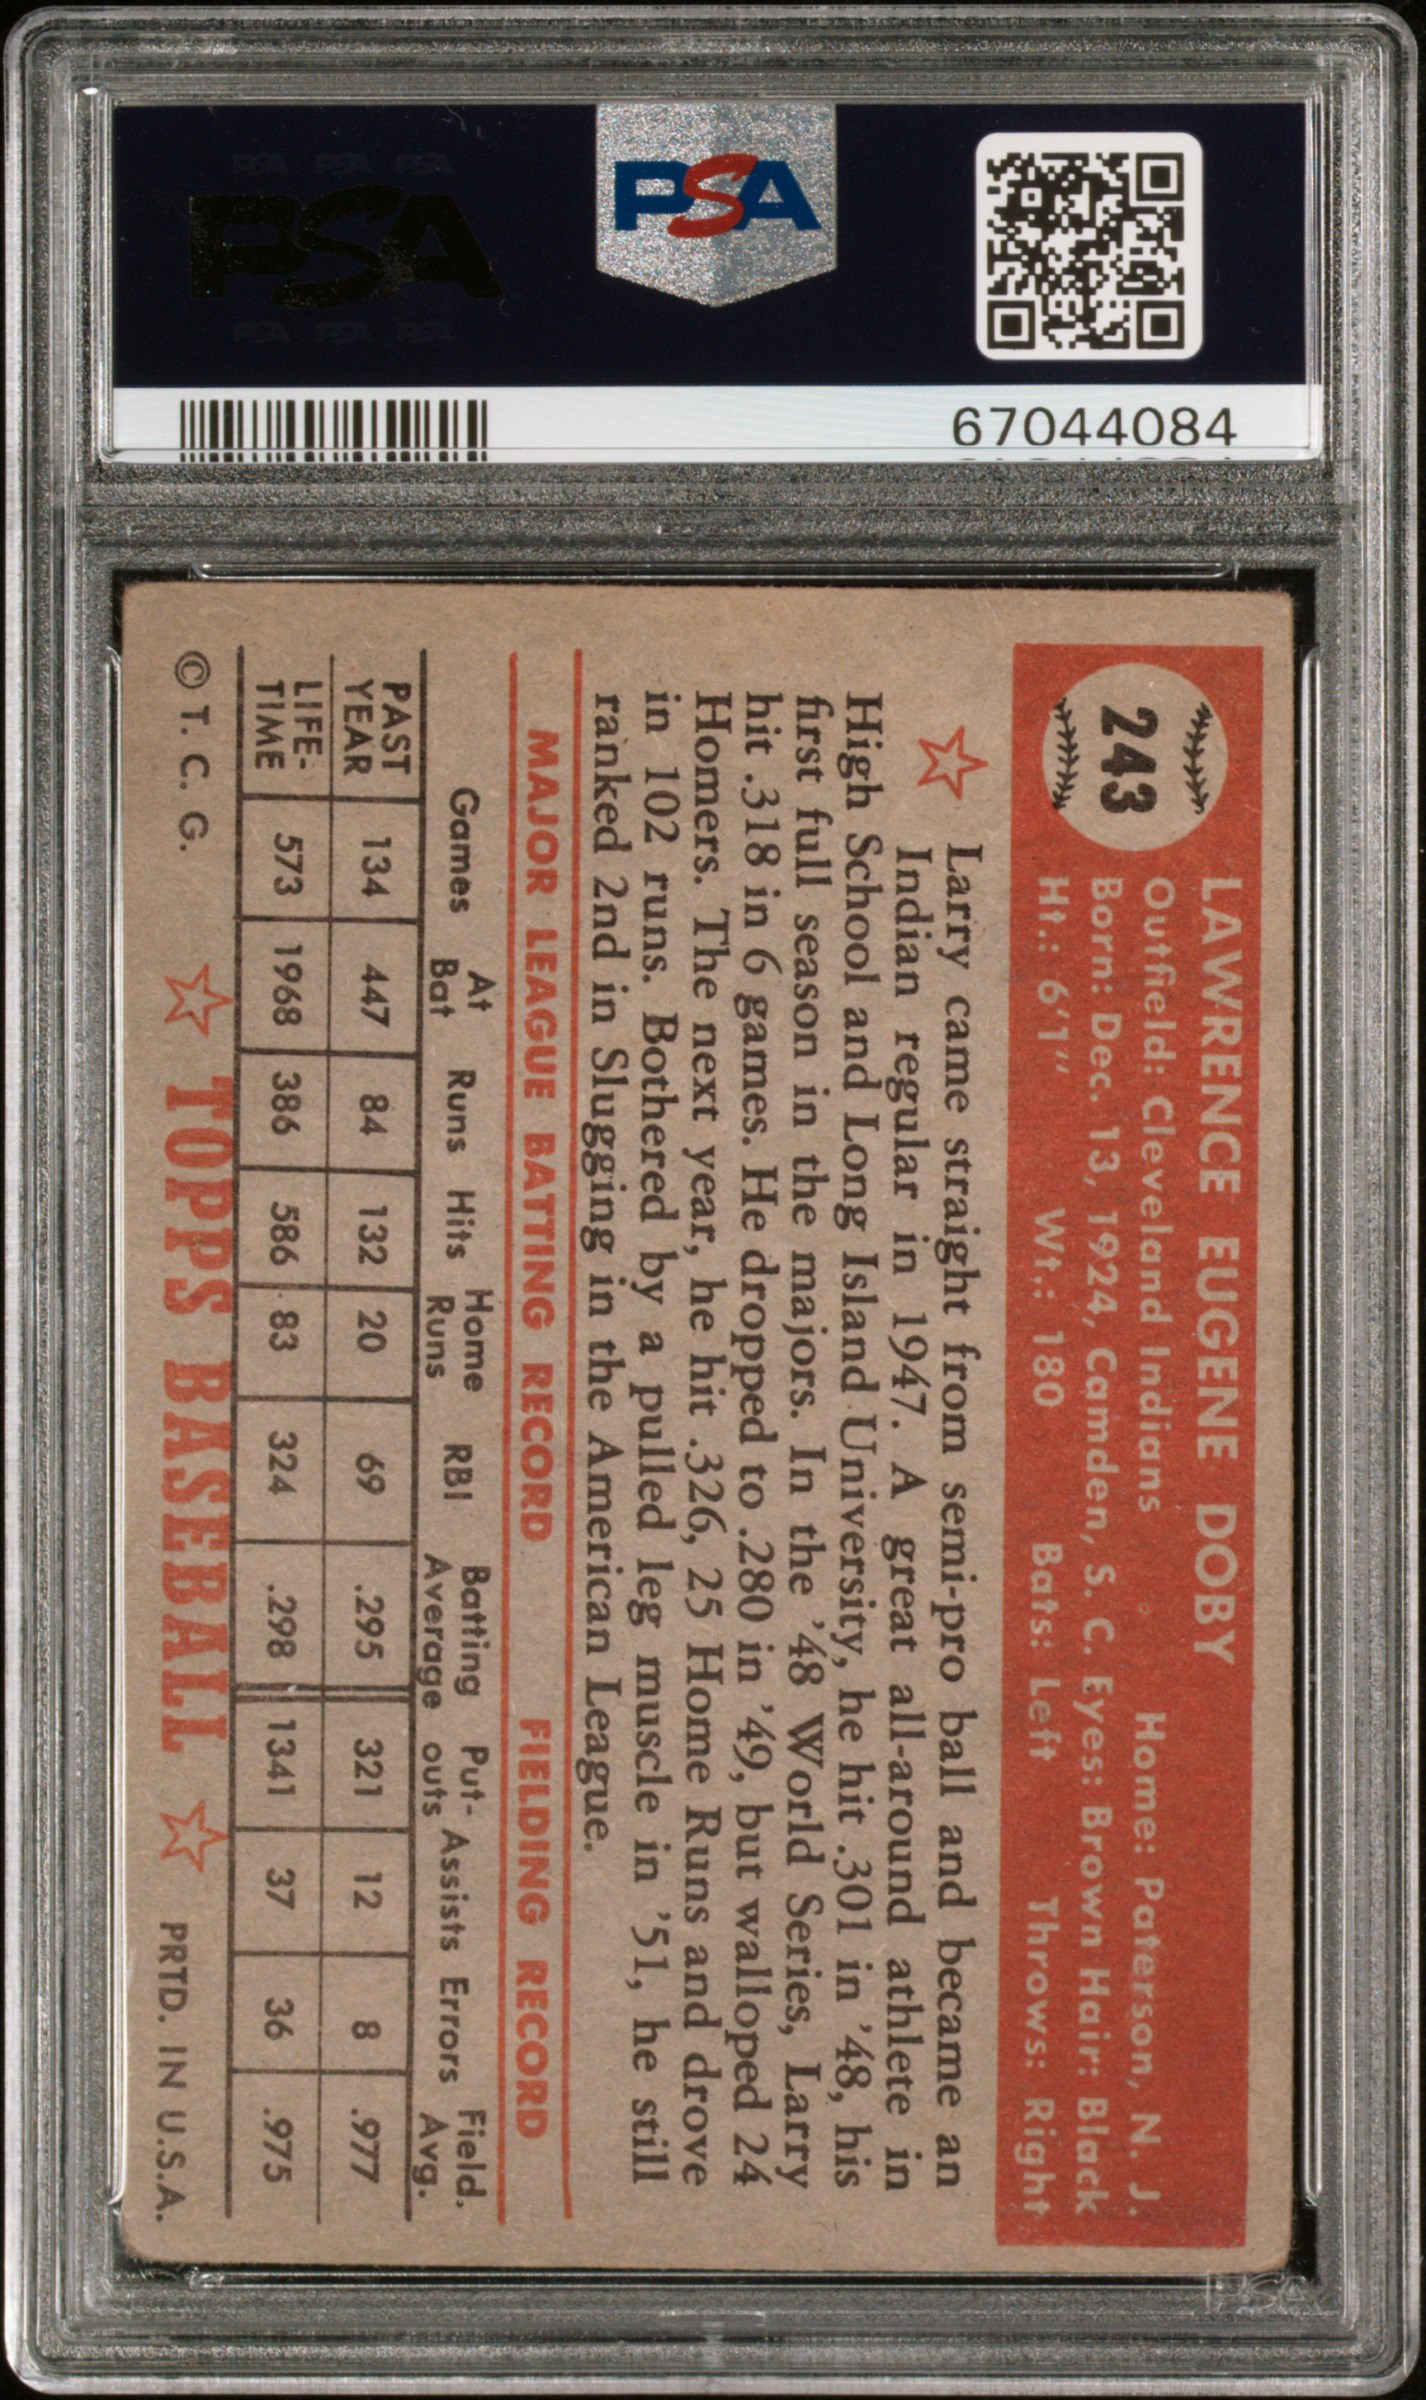 PSA PSA PSA
PSA
PSA PSA PSA
PSA
67044084
243
LAWRENCE EUGENE DOBY
Outfield: Cleveland Indians Home: Paterson, N. J.
Born: Dec. 13, 1924, Camden, S. C. Eyes: Brown Hair: Black
Ht.: 6'1" Wt.: 180 Bats: Left Throws: Right
Larry came straight from semi-pro ball and became an
Indian regular in 1947. A great all-around athlete in
High School and Long Island University, he hit .301 in '48, his
first full season in the majors. In the '48 World Series, Larry
hit .318 in 6 games. He dropped to .280 in '49, but walloped 24
Homers. The next year, he hit .326, 25 Home Runs and drove
in 102 runs. Bothered by a pulled leg muscle in '51, he still
ranked 2nd in Slugging in the American League.
MAJOR LEAGUE BATTING RECORD FIELDING RECORD
Games At Bat Runs Hits Home Runs RBI Batting Average Put-outs Assists Errors Field. Avg.
PAST YEAR 134 447 84 132 20 69 .295 321 12 8 .977
LIFE-TIME 573 1968 386 586 83 324 .298 1341 37 36 .975
© T. C. G. TOPPS BASEBALL PRTD. IN U.S.A.
PSA